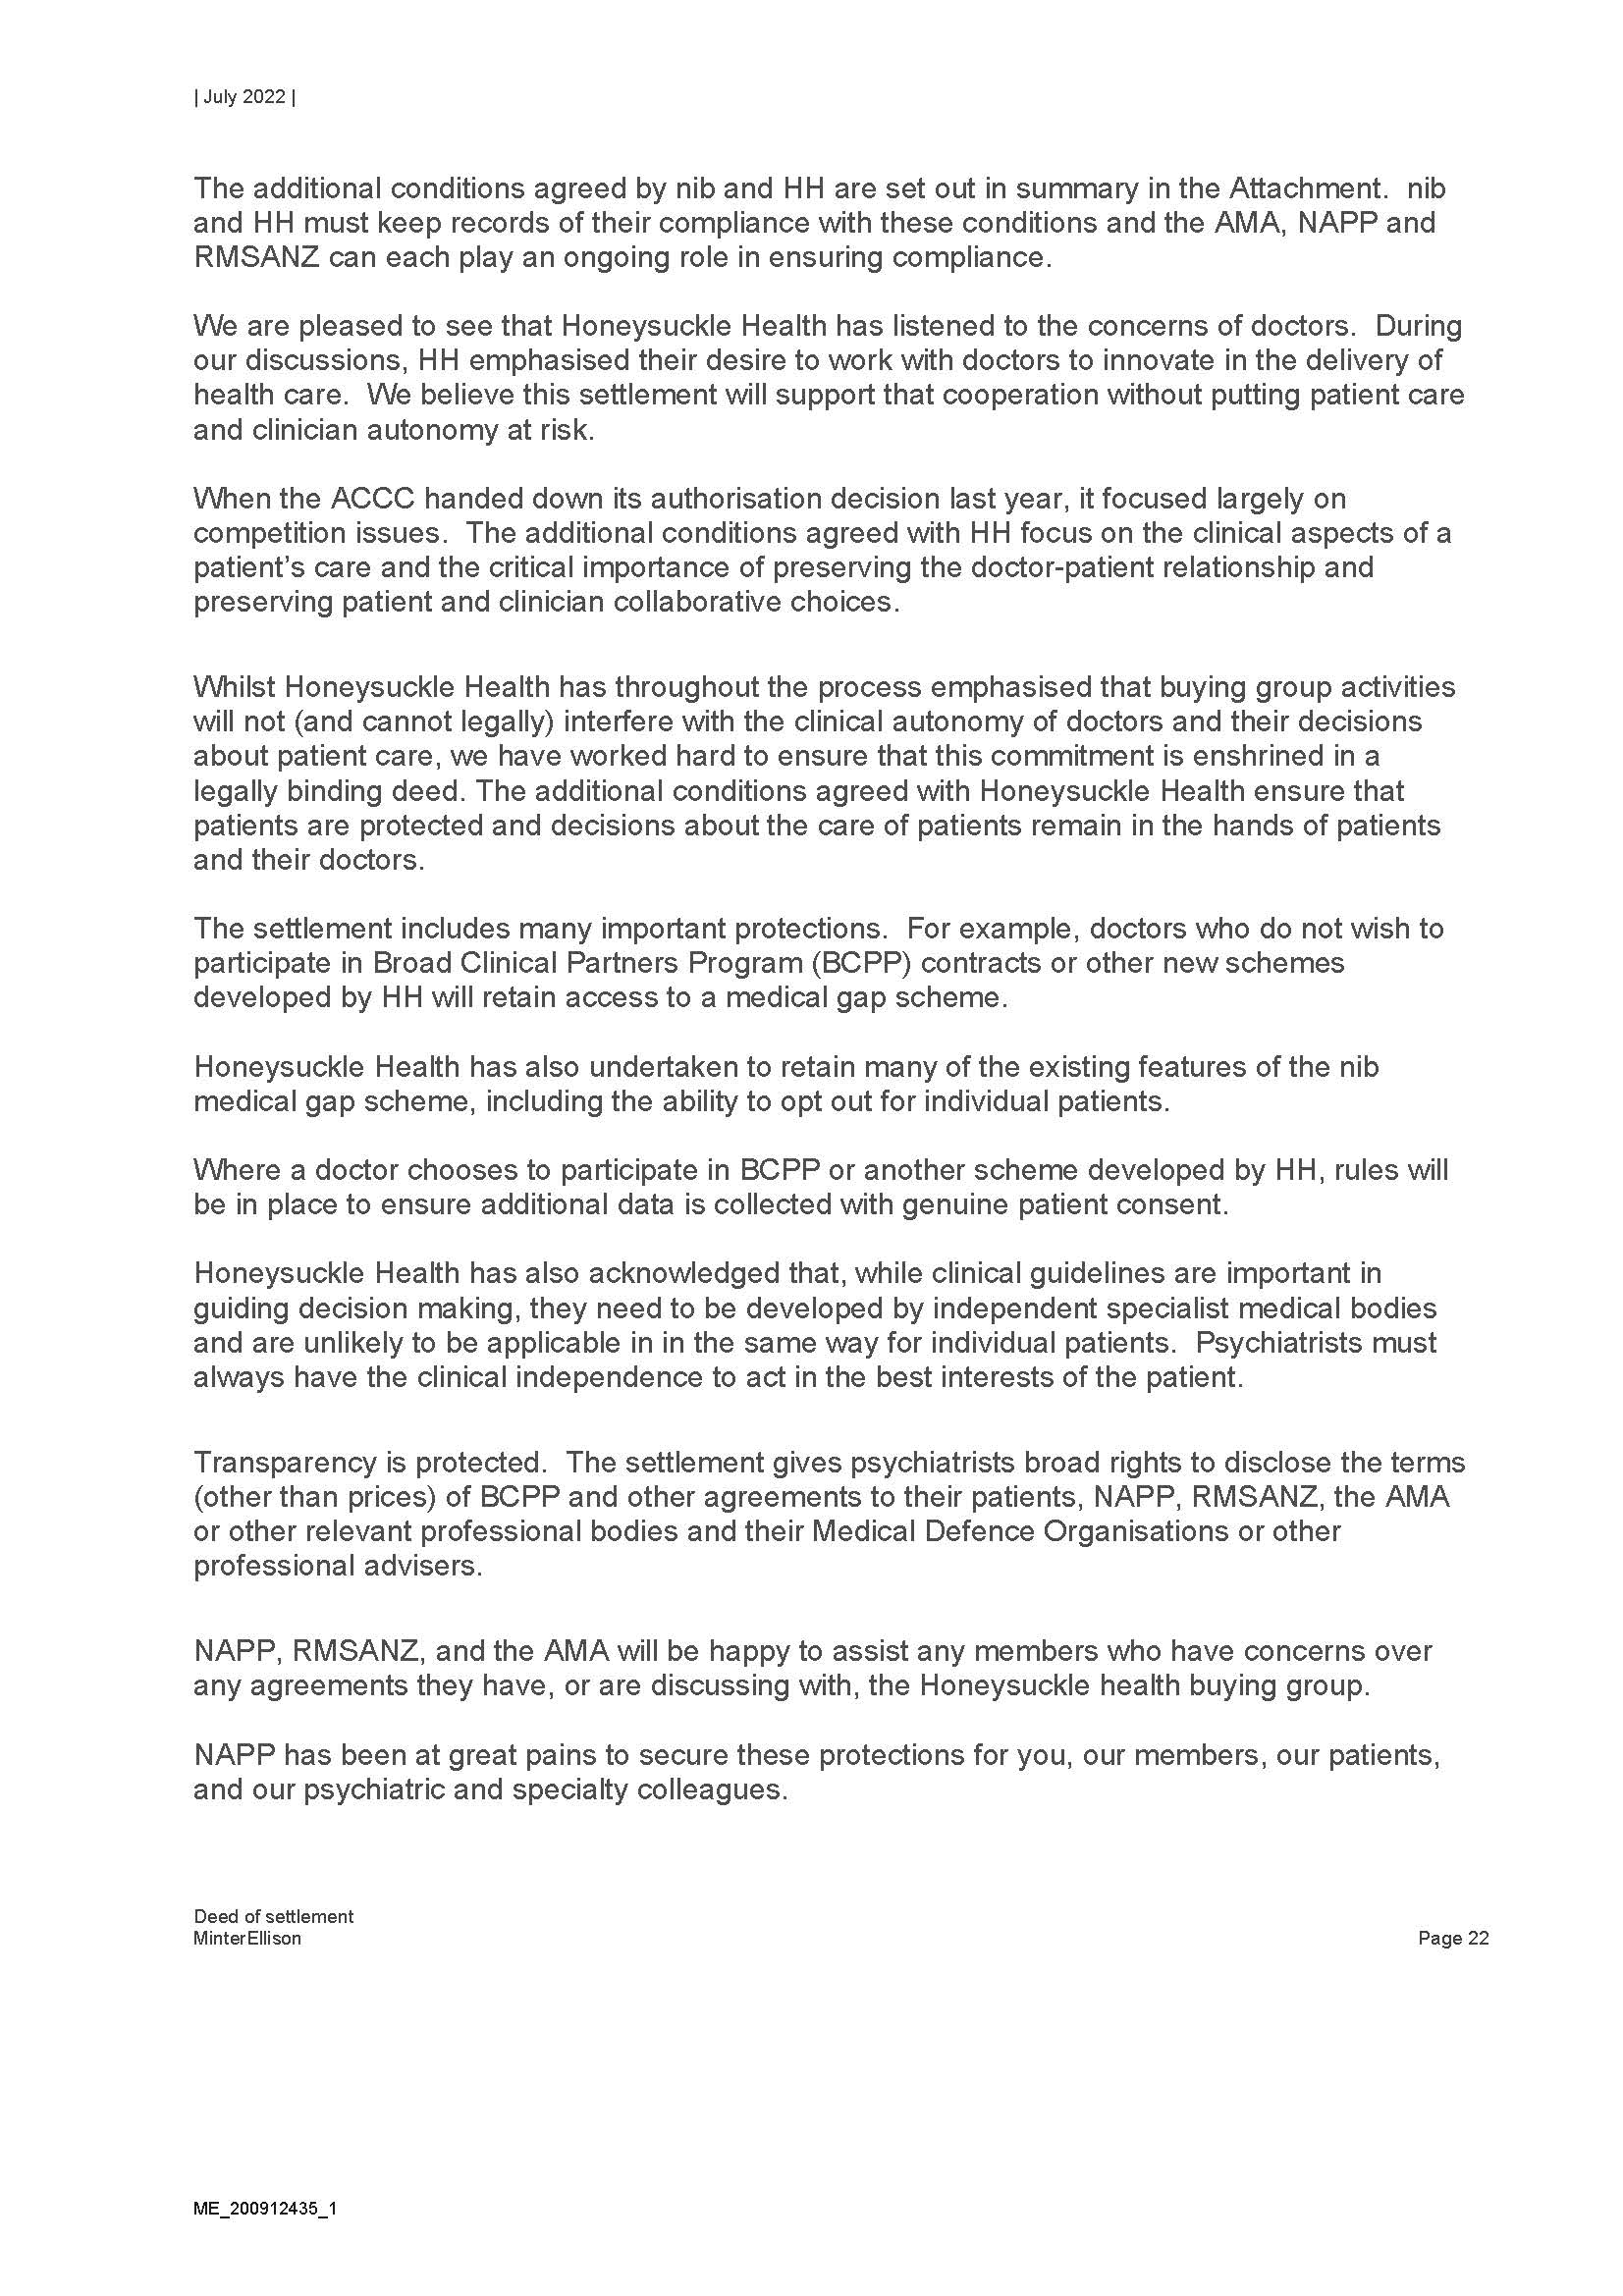 | July 2022 |
The additional conditions agreed by nib and HH are set out in summary in the Attachment.  nib
and HH must keep records of their compliance with these conditions and the AMA, NAPP and
RMSANZ can each play an ongoing role in ensuring compliance.
We are pleased to see that Honeysuckle Health has listened to the concerns of doctors.  During
our discussions, HH emphasised their desire to work with doctors to innovate in the delivery of
health care.  We believe this settlement will support that cooperation without putting patient care
and clinician autonomy at risk.
When the ACCC handed down its authorisation decision last year, it focused largely on
competition issues.  The additional conditions agreed with HH focus on the clinical aspects of a
patient’s care and the critical importance of preserving the doctor-patient relationship and
preserving patient and clinician collaborative choices.
Whilst Honeysuckle Health has throughout the process emphasised that buying group activities
will not (and cannot legally) interfere with the clinical autonomy of doctors and their decisions
about patient care, we have worked hard to ensure that this commitment is enshrined in a
legally binding deed. The additional conditions agreed with Honeysuckle Health ensure that
patients are protected and decisions about the care of patients remain in the hands of patients
and their doctors.
The settlement includes many important protections.  For example, doctors who do not wish to
participate in Broad Clinical Partners Program (BCPP) contracts or other new schemes
developed by HH will retain access to a medical gap scheme.
Honeysuckle Health has also undertaken to retain many of the existing features of the nib
medical gap scheme, including the ability to opt out for individual patients.
Where a doctor chooses to participate in BCPP or another scheme developed by HH, rules will
be in place to ensure additional data is collected with genuine patient consent.
Honeysuckle Health has also acknowledged that, while clinical guidelines are important in
guiding decision making, they need to be developed by independent specialist medical bodies
and are unlikely to be applicable in in the same way for individual patients.  Psychiatrists must
always have the clinical independence to act in the best interests of the patient.
Transparency is protected.  The settlement gives psychiatrists broad rights to disclose the terms
(other than prices) of BCPP and other agreements to their patients, NAPP, RMSANZ, the AMA
or other relevant professional bodies and their Medical Defence Organisations or other
professional advisers.
NAPP, RMSANZ, and the AMA will be happy to assist any members who have concerns over
any agreements they have, or are discussing with, the Honeysuckle health buying group.
NAPP has been at great pains to secure these protections for you, our members, our patients,
and our psychiatric and specialty colleagues.
Deed of settlement
MinterEllison Page 22
ME_200912435_1